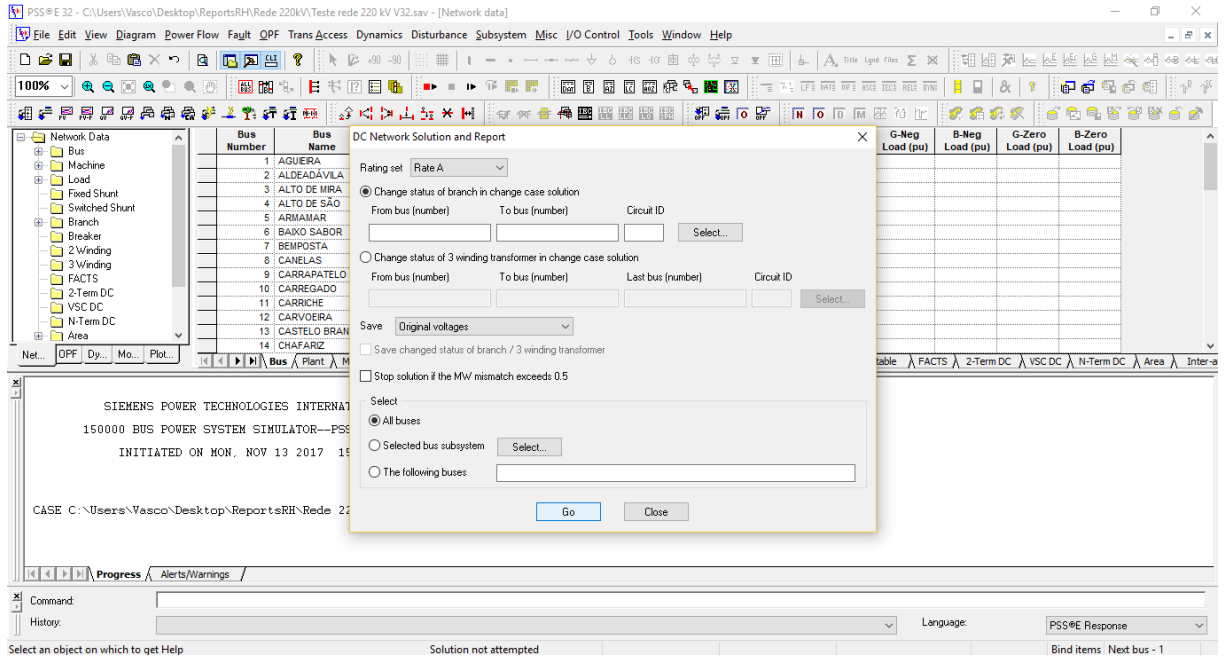 PSS®E 32 - C:\Users\Vasco\Desktop\ReportsRH\Rede 220kV\Teste rede 220 kV V32.sav - [Network data]
File Edit View Diagram Power Flow Fault OPF Trans Access Dynamics Disturbance Subsystem Misc I/O Control Tools Window Help
100%
Network Data
Bus
Machine
Load
Fixed Shunt
Switched Shunt
Branch
Breaker
2 Winding
3 Winding
FACTS
2-Term DC
VSC DC
N-Term DC
Area
Net... OPF Dy... Mo... Plot...
Bus Number Bus Name
1 AGUIEIRA
2 ALDEADÁVILA
3 ALTO DE MIRA
4 ALTO DE SÃO
5 ARMAMAR
6 BAIXO SABOR
7 BEMPOSTA
8 CANELAS
9 CARRAPATELO
10 CARREGADO
11 CARRICHE
12 CARVOEIRA
13 CASTELO BRAN
14 CHAFARIZ
Bus Plant M
G-Neg Load (pu) B-Neg Load (pu) G-Zero Load (pu) B-Zero Load (pu)
table FACTS 2-Term DC VSC DC N-Term DC Area Inter-a
DC Network Solution and Report
Rating set Rate A
Change status of branch in change case solution
From bus (number) To bus (number) Circuit ID
Select...
Change status of 3 winding transformer in change case solution
From bus (number) To bus (number) Last bus (number) Circuit ID
Select...
Save Original voltages
Save changed status of branch / 3 winding transformer
Stop solution if the MW mismatch exceeds 0.5
Select
All buses
Selected bus subsystem Select...
The following buses
Go Close
SIEMENS POWER TECHNOLOGIES INTERNAT
150000 BUS POWER SYSTEM SIMULATOR--PSS
INITIATED ON MON, NOV 13 2017 15
CASE C:\Users\Vasco\Desktop\ReportsRH\Rede 22
Progress Alerts/Warnings
Command:
History: Language: PSS®E Response
Select an object on which to get Help Solution not attempted Bind items Next bus - 1